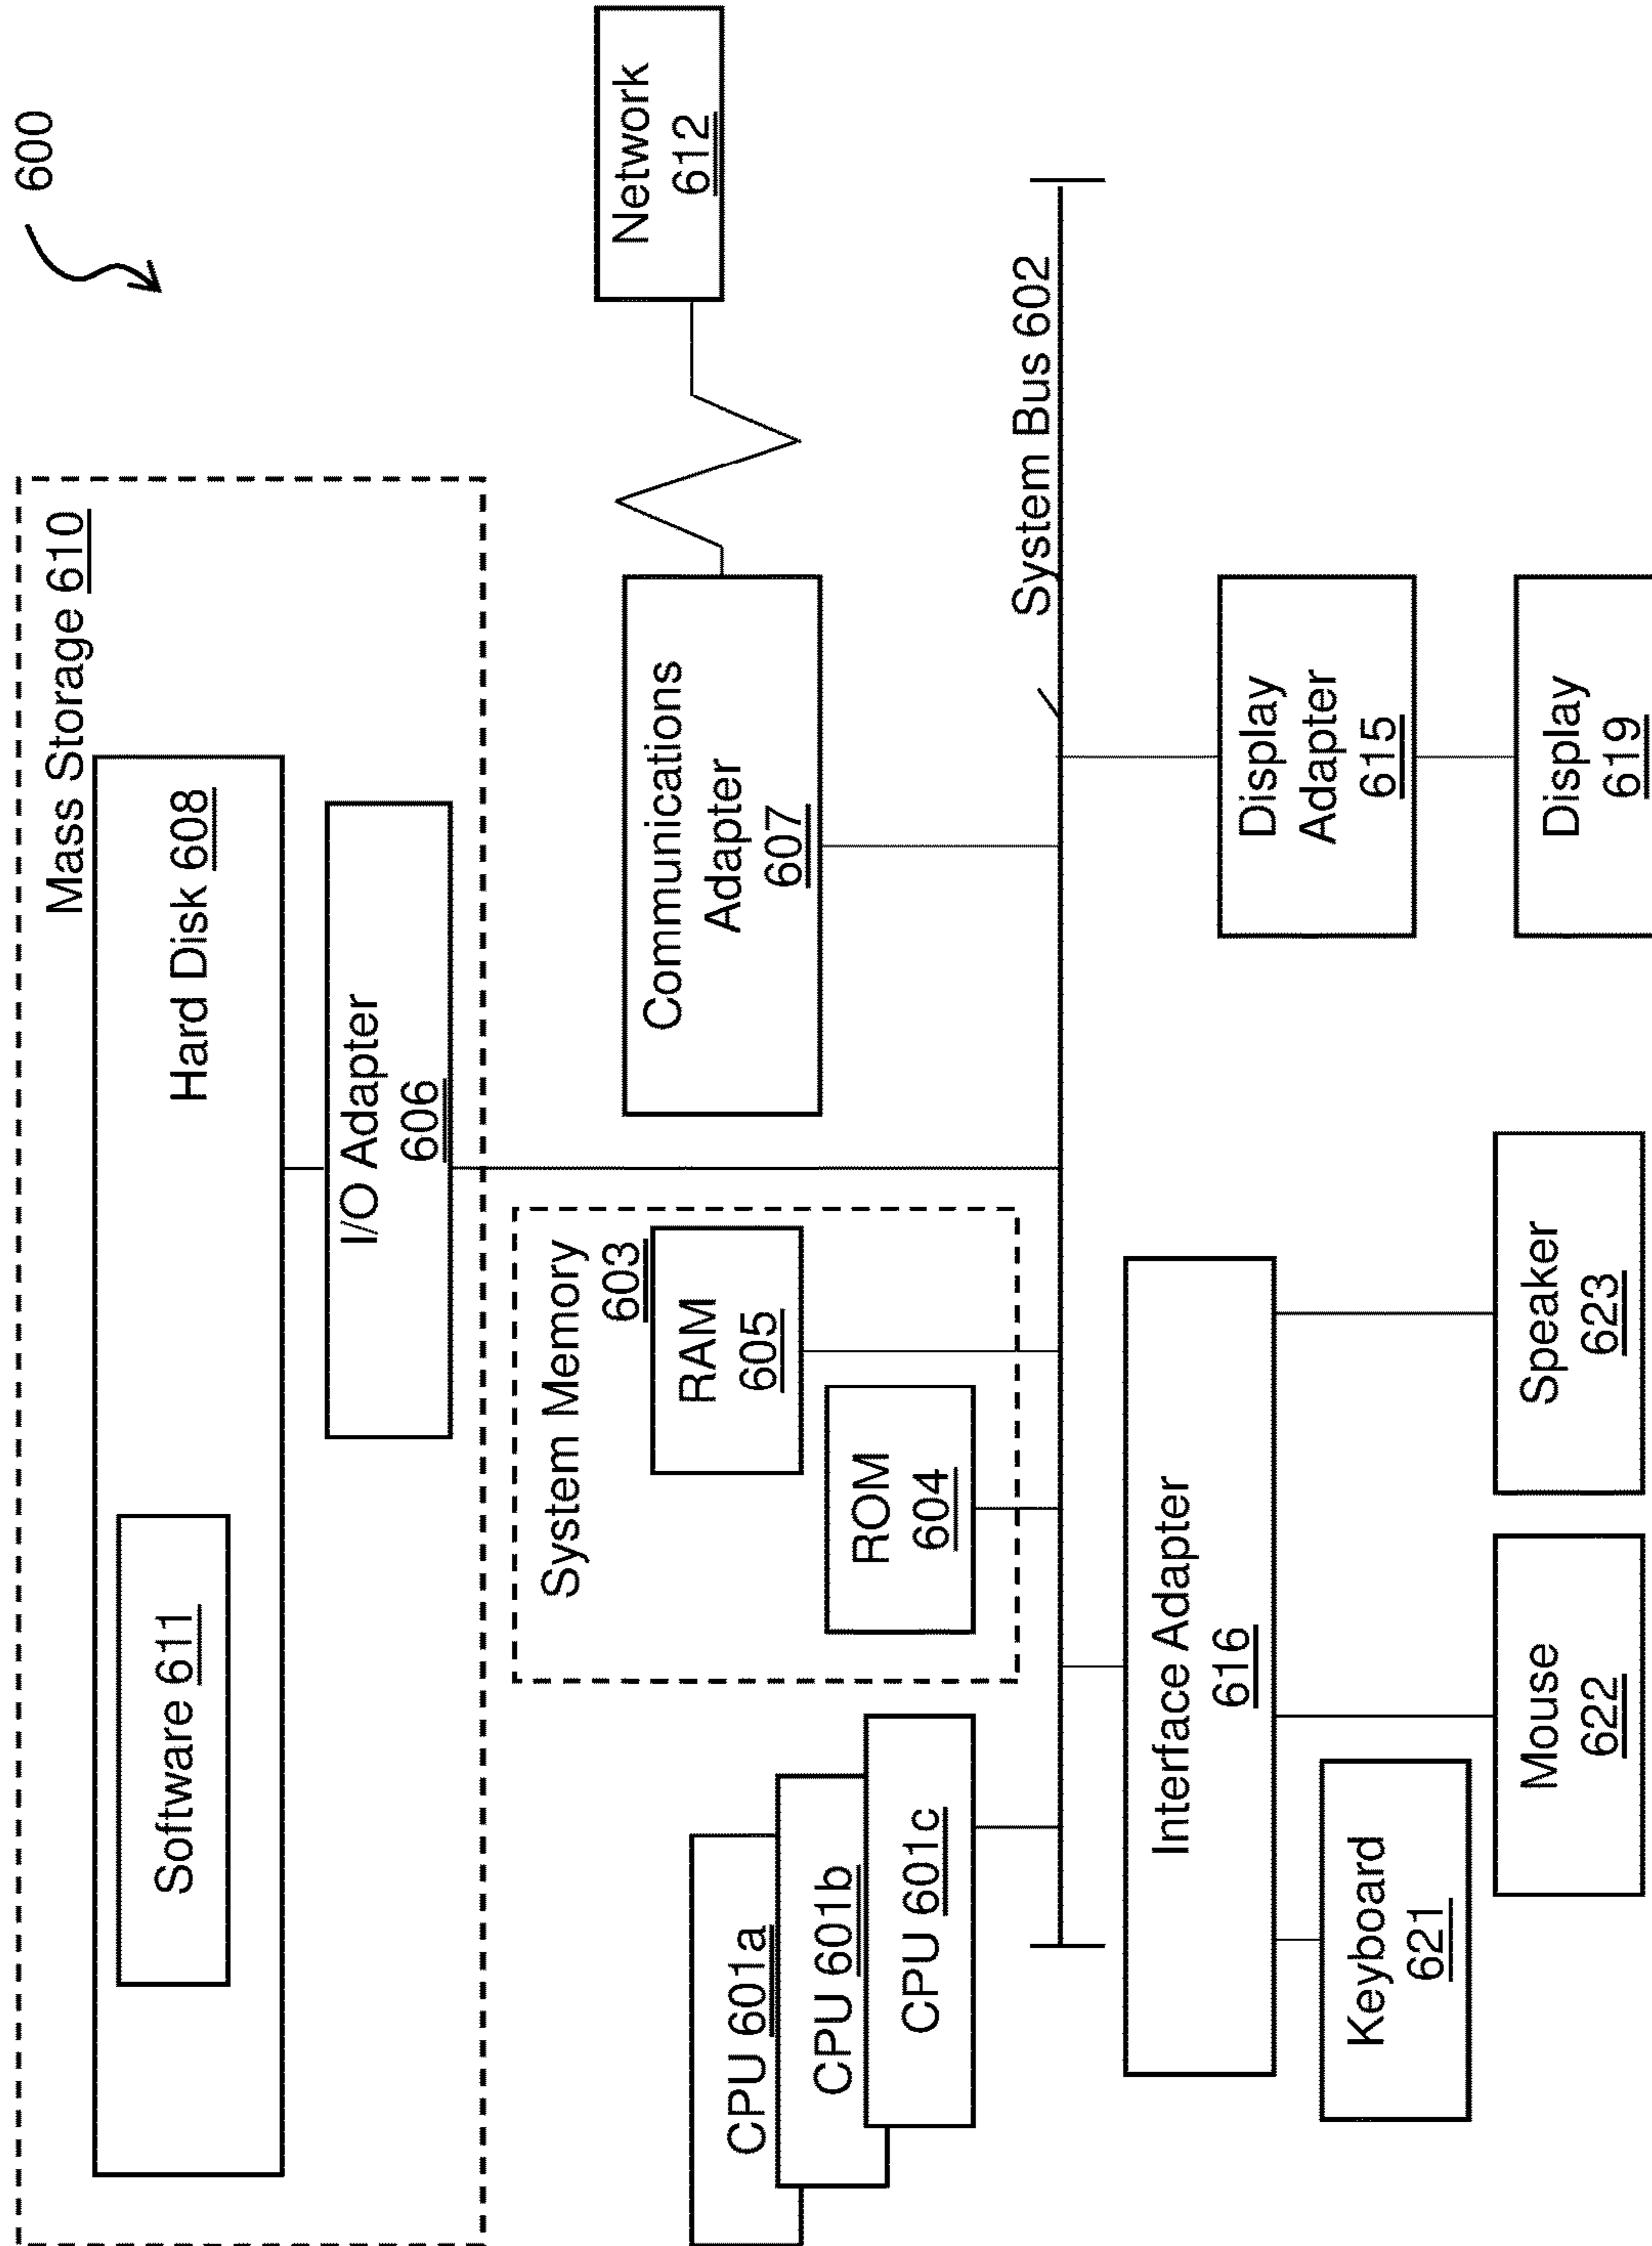 600
Mass Storage 610
Hard Disk 608
Software 611
I/O Adapter
606
Network
612
Communications
Adapter
607
System Memory
603
RAM
605
ROM
604
CPU 601a
CPU 601b
CPU 601c
System Bus 602
Interface Adapter
616
Display
Adapter
615
Keyboard
621
Mouse
622
Speaker
623
Display
619